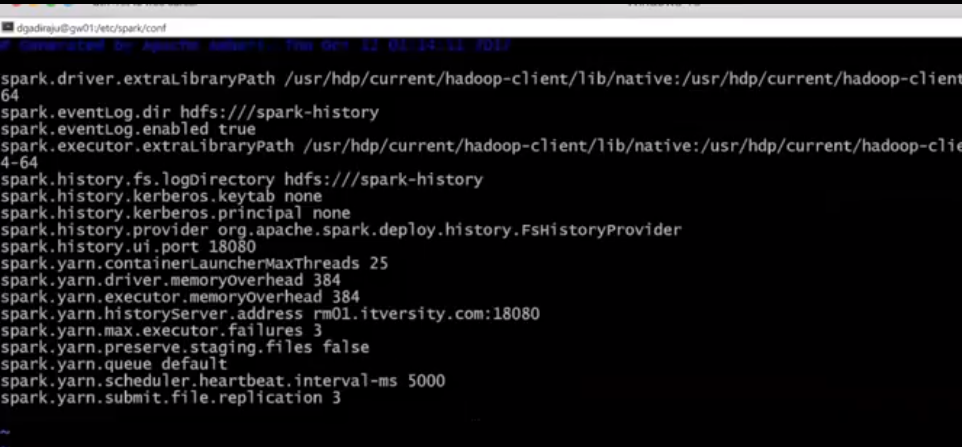 dgadiraju@gw01:/etc/spark/conf
# Generated by Apache Ambari. Thu Oct 12 01:14:11 2017
spark.driver.extraLibraryPath /usr/hdp/current/hadoop-client/lib/native:/usr/hdp/current/hadoop-client
64
spark.eventLog.dir hdfs:///spark-history
spark.eventLog.enabled true
spark.executor.extraLibraryPath /usr/hdp/current/hadoop-client/lib/native:/usr/hdp/current/hadoop-clie
4-64
spark.history.fs.logDirectory hdfs:///spark-history
spark.history.kerberos.keytab none
spark.history.kerberos.principal none
spark.history.provider org.apache.spark.deploy.history.FsHistoryProvider
spark.history.ui.port 18080
spark.yarn.containerLauncherMaxThreads 25
spark.yarn.driver.memoryOverhead 384
spark.yarn.executor.memoryOverhead 384
spark.yarn.historyServer.address rm01.itversity.com:18080
spark.yarn.max.executor.failures 3
spark.yarn.preserve.staging.files false
spark.yarn.queue default
spark.yarn.scheduler.heartbeat.interval-ms 5000
spark.yarn.submit.file.replication 3
~